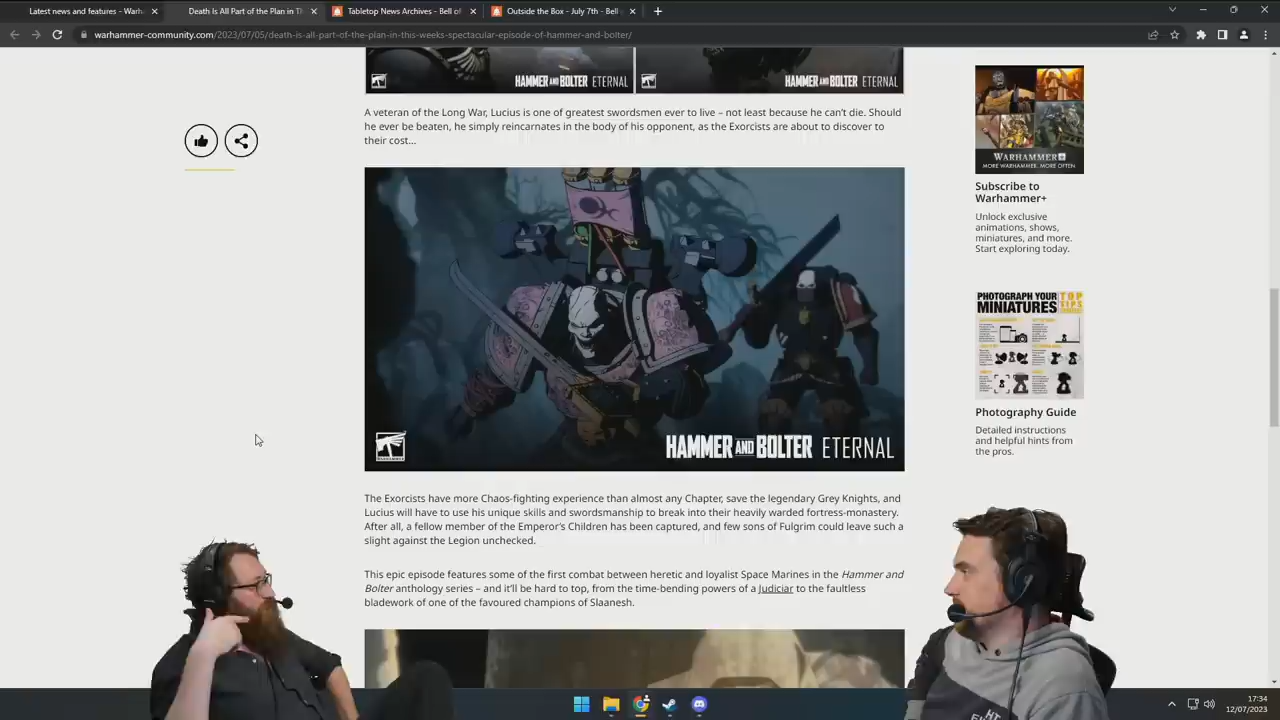 Latest news and features - Warha
Death Is All Part of the Plan in Th
Tabletop News Archives - Bell of
Outside the Box - July 7th - Bell
warhammer-community.com/2023/07/05/death-is-all-part-of-the-plan-in-this-weeks-spectacular-episode-of-hammer-and-bolter/
HAMMER AND BOLTER ETERNAL
HAMMER AND BOLTER ETERNAL
A veteran of the Long War, Lucius is one of greatest swordsmen ever to live – not least because he can't die. Should
he ever be beaten, he simply reincarnates in the body of his opponent, as the Exorcists are about to discover to
their cost…
HAMMER AND BOLTER ETERNAL
The Exorcists have more Chaos-fighting experience than almost any Chapter, save the legendary Grey Knights, and
Lucius will have to use his unique skills and swordsmanship to break into their heavily warded fortress-monastery.
After all, a fellow member of the Emperor's Children has been captured, and few sons of Fulgrim could leave such a
slight against the Legion unchecked.
This epic episode features some of the first combat between heretic and loyalist Space Marines in the Hammer and
Bolter anthology series – and it'll be hard to top, from the time-bending powers of a Judiciar to the faultless
bladework of one of the favoured champions of Slaanesh.
WARHAMMER+
MORE WARHAMMER. MORE OFTEN
Subscribe to
Warhammer+
Unlock exclusive
animations, shows,
miniatures, and more.
Start exploring today.
PHOTOGRAPH YOUR
MINIATURES
TOP
TIPS
Photography Guide
Detailed instructions
and helpful hints from
the pros.
17:34
12/07/2023